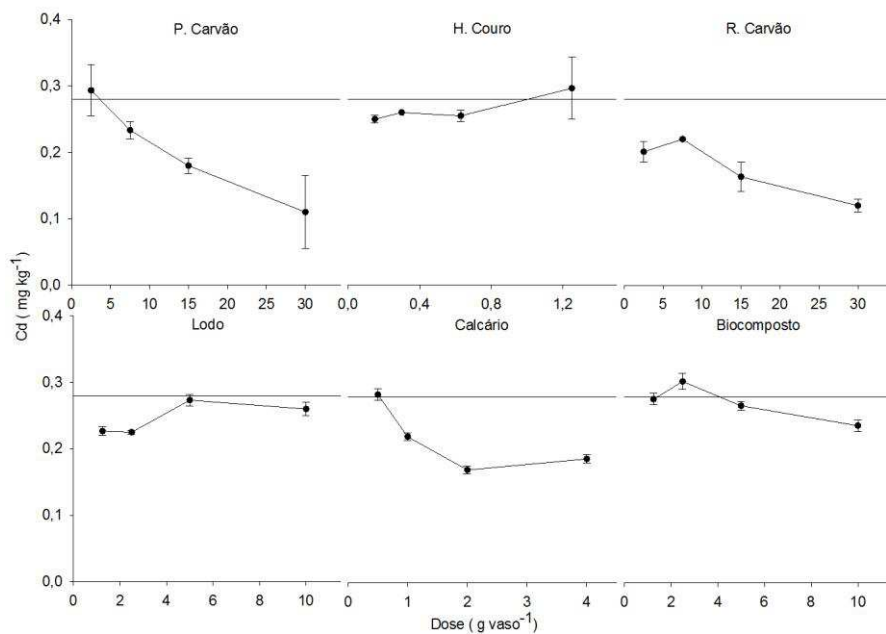 P. Carvão H. Couro R. Carvão
0,4
0,3
0,2
0,1
0,0
0 5 10 15 20 25 30 0,0 0,4 0,8 1,2 0 5 10 15 20 25 30
Cd ( mg kg-1)
Lodo Calcário Biocomposto
0,4
0,3
0,2
0,1
0,0
0 2 4 6 8 10 0 1 2 3 4 0 2 4 6 8 10
Dose ( g vaso-1)